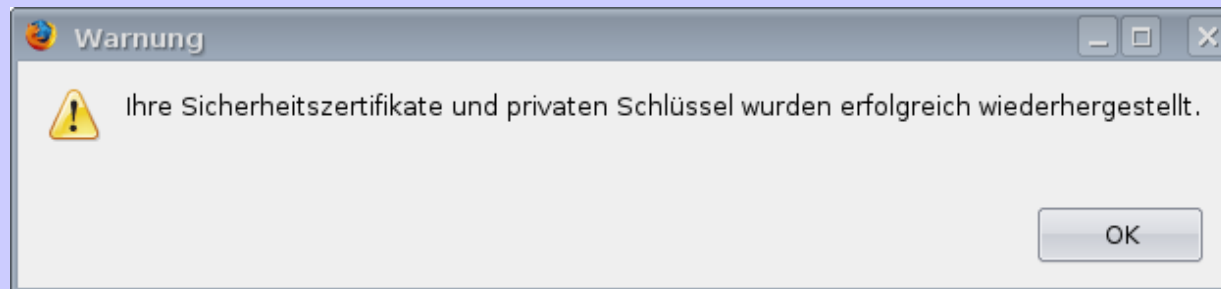 Warnung
Ihre Sicherheitszertifikate und privaten Schlüssel wurden erfolgreich wiederhergestellt.
OK